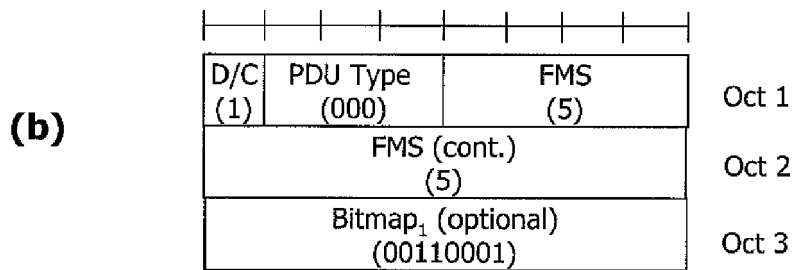 D/C PDU Type FMS
(1) (000) (5) Oct 1
(b)
FMS (cont.)
(5) Oct 2
Bitmap₁ (optional)
(00110001) Oct 3